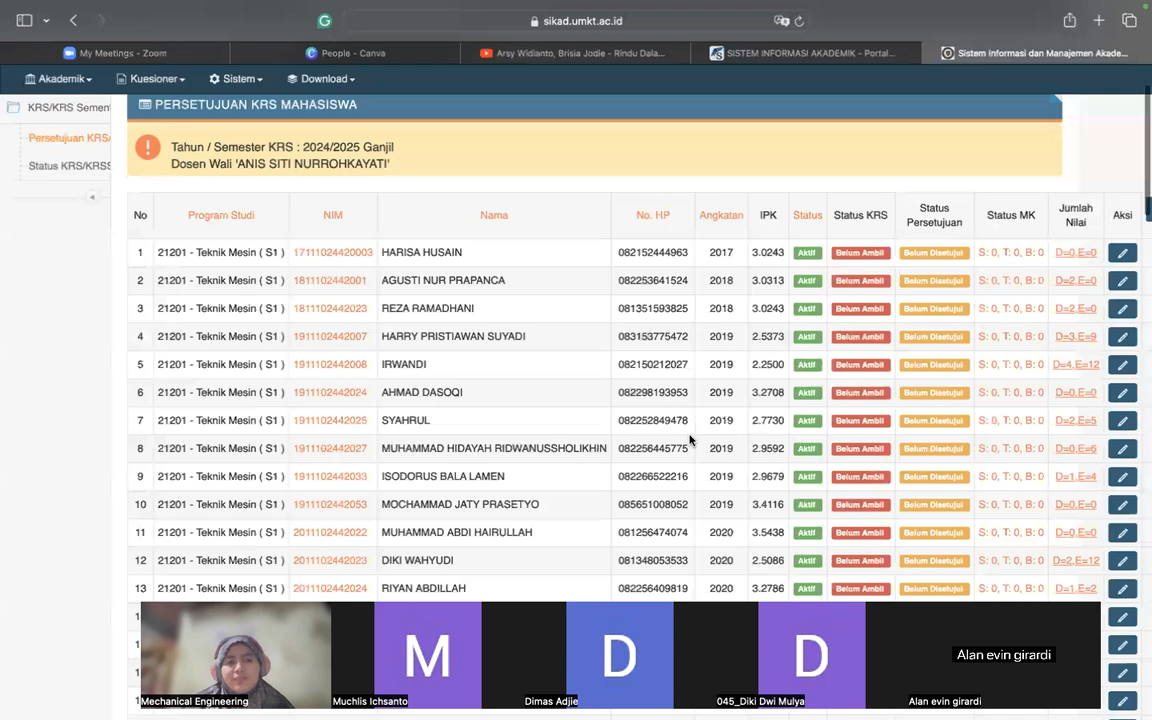 sikad.umkt.ac.id
My Meetings - Zoom
People - Canva
Arsy Widianto, Brisia Jodie - Rindu Dala...
SISTEM INFORMASI AKADEMIK - Portal...
Sistem Informasi dan Manajemen Akade...
Akademik Kuesioner Sistem Download
KRS/KRS Sement
Persetujuan KRS/
Status KRS/KRSS
PERSETUJUAN KRS MAHASISWA
Tahun / Semester KRS : 2024/2025 Ganjil
Dosen Wali 'ANIS SITI NURROHKAYATI'
No Program Studi NIM Nama No. HP Angkatan IPK Status Status KRS Status Persetujuan Status MK Jumlah Nilai Aksi
1 21201 - Teknik Mesin ( S1 ) 17111024420003 HARISA HUSAIN 082152444963 2017 3.0243 Aktif Belum Ambil Belum Disetujui S: 0, T: 0, B: 0 D=0,E=0
2 21201 - Teknik Mesin ( S1 ) 1811102442001 AGUSTI NUR PRAPANCA 082253641524 2018 3.0313 Aktif Belum Ambil Belum Disetujui S: 0, T: 0, B: 0 D=2,E=0
3 21201 - Teknik Mesin ( S1 ) 1811102442023 REZA RAMADHANI 081351593825 2018 3.0243 Aktif Belum Ambil Belum Disetujui S: 0, T: 0, B: 0 D=2,E=0
4 21201 - Teknik Mesin ( S1 ) 1911102442007 HARRY PRISTIAWAN SUYADI 083153775472 2019 2.5373 Aktif Belum Ambil Belum Disetujui S: 0, T: 0, B: 0 D=3,E=9
5 21201 - Teknik Mesin ( S1 ) 1911102442008 IRWANDI 082150212027 2019 2.2500 Aktif Belum Ambil Belum Disetujui S: 0, T: 0, B: 0 D=4,E=12
6 21201 - Teknik Mesin ( S1 ) 1911102442024 AHMAD DASOQI 082298193953 2019 3.2708 Aktif Belum Ambil Belum Disetujui S: 0, T: 0, B: 0 D=0,E=0
7 21201 - Teknik Mesin ( S1 ) 1911102442025 SYAHRUL 082252849478 2019 2.7730 Aktif Belum Ambil Belum Disetujui S: 0, T: 0, B: 0 D=2,E=5
8 21201 - Teknik Mesin ( S1 ) 1911102442027 MUHAMMAD HIDAYAH RIDWANUSSHOLIKHIN 082256445775 2019 2.9592 Aktif Belum Ambil Belum Disetujui S: 0, T: 0, B: 0 D=0,E=6
9 21201 - Teknik Mesin ( S1 ) 1911102442033 ISODORUS BALA LAMEN 082266522216 2019 2.9679 Aktif Belum Ambil Belum Disetujui S: 0, T: 0, B: 0 D=1,E=4
10 21201 - Teknik Mesin ( S1 ) 1911102442053 MOCHAMMAD JATY PRASETYO 085651008052 2019 3.4116 Aktif Belum Ambil Belum Disetujui S: 0, T: 0, B: 0 D=0,E=0
11 21201 - Teknik Mesin ( S1 ) 2011102442022 MUHAMMAD ABDI HAIRULLAH 081256474074 2020 3.5438 Aktif Belum Ambil Belum Disetujui S: 0, T: 0, B: 0 D=0,E=0
12 21201 - Teknik Mesin ( S1 ) 2011102442023 DIKI WAHYUDI 081348053533 2020 2.5086 Aktif Belum Ambil Belum Disetujui S: 0, T: 0, B: 0 D=2,E=12
13 21201 - Teknik Mesin ( S1 ) 2011102442024 RIYAN ABDILLAH 082256409819 2020 3.2786 Aktif Belum Ambil Belum Disetujui S: 0, T: 0, B: 0 D=1,E=2
M D D Alan evin girardi
Mechanical Engineering Muchlis Ichsanto Dimas Adjie 045_Diki Dwi Mulya Alan evin girardi